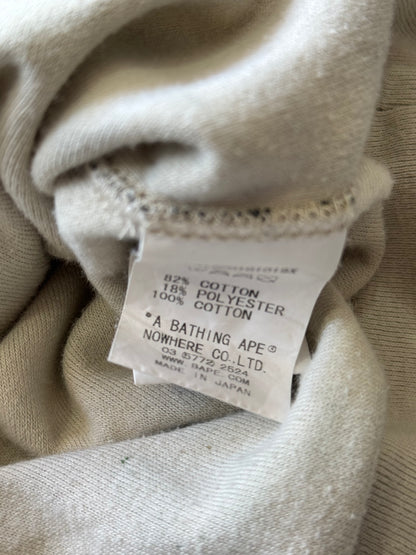 82% COTTON
18% POLYESTER
100% COTTON
*A BATHING APE®
NOWHERE CO.,LTD.
03 (5772) 2524
WWW.BAPE.COM
MADE IN JAPAN